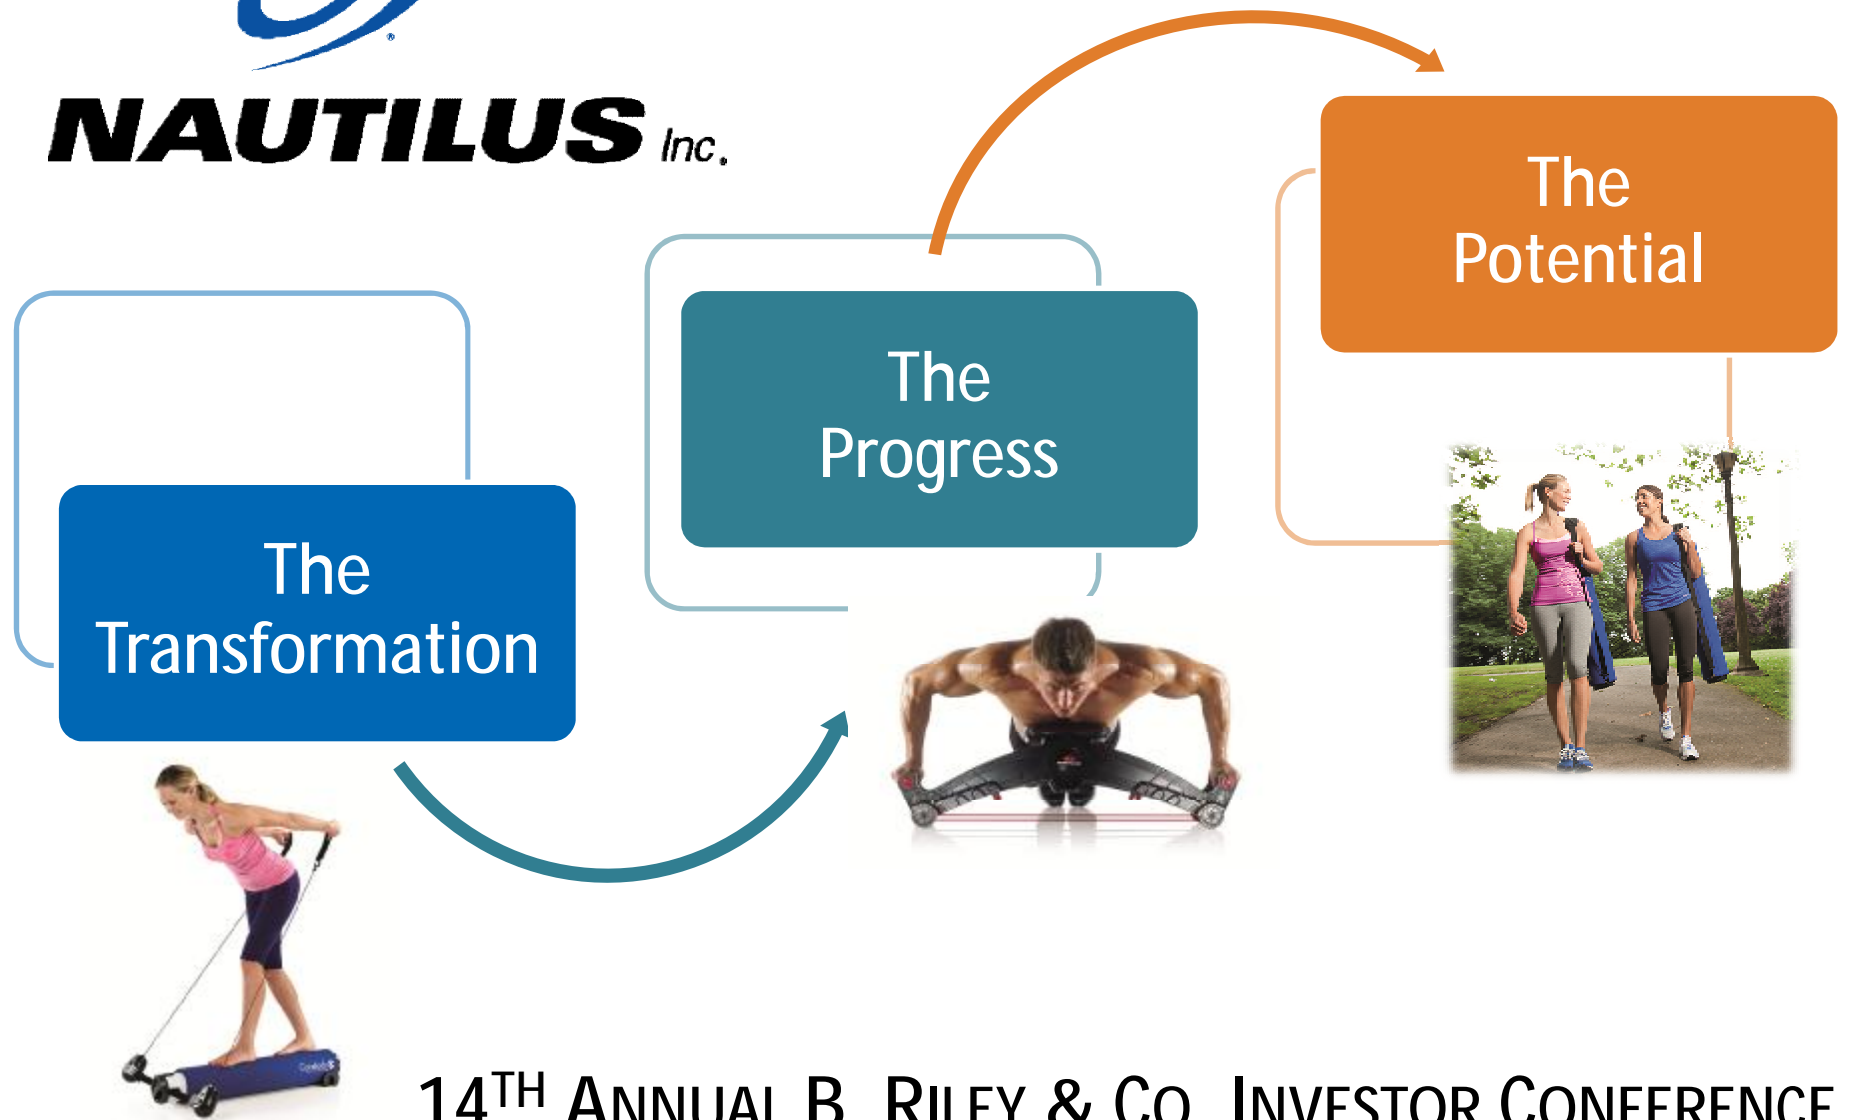 ®
NAUTILUS Inc.
The
Potential
The
Progress
The
Transformation
14TH ANNUAL B. RILEY & CO. INVESTOR CONFERENCE